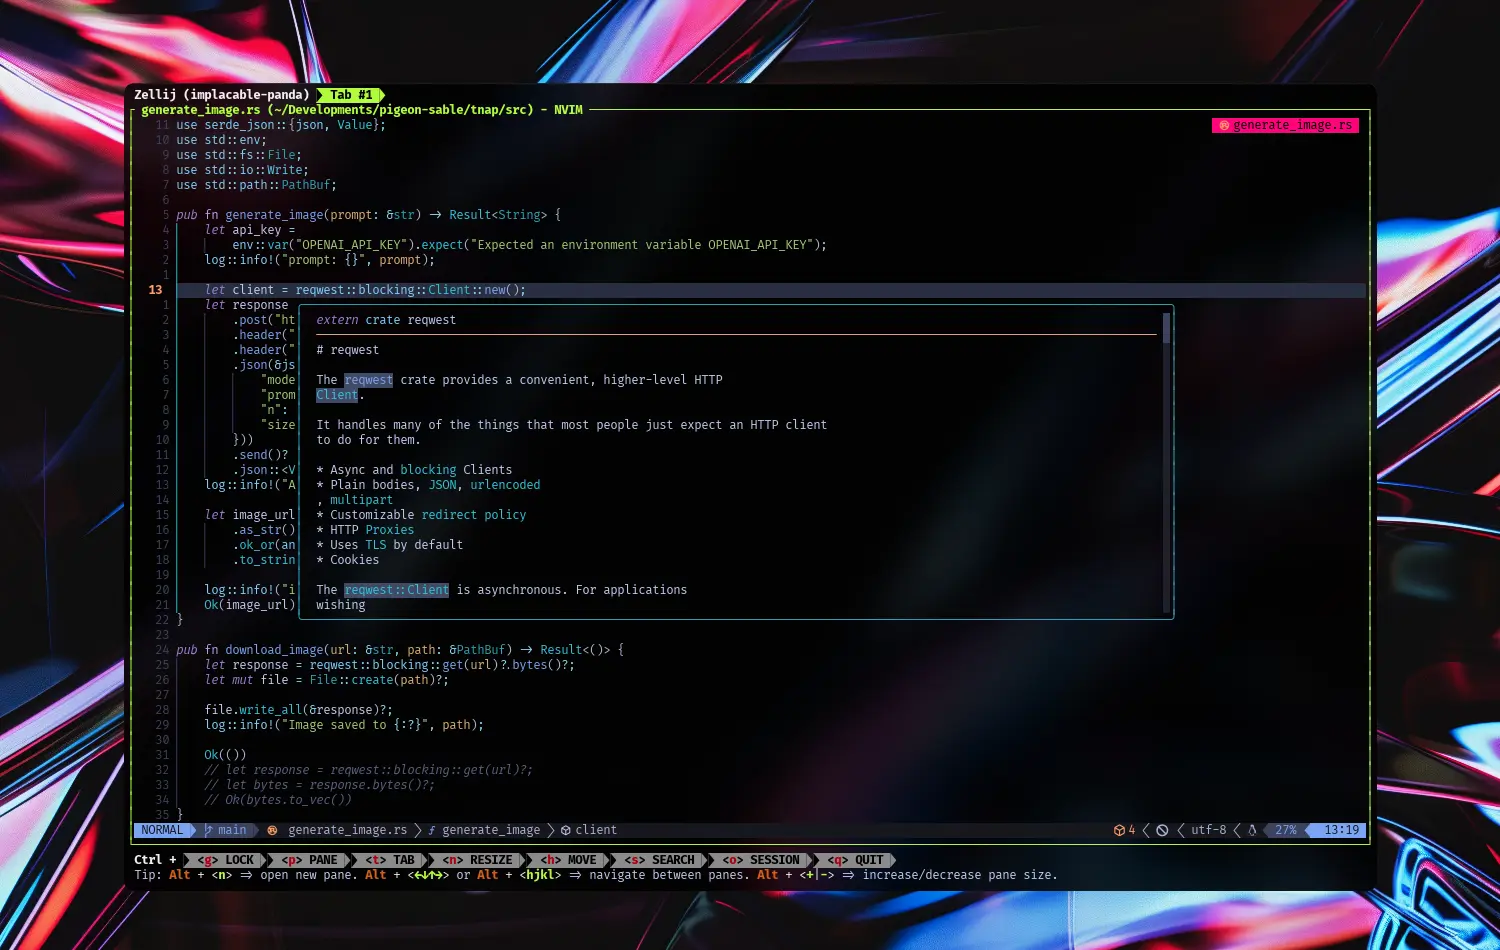 Zellij (implacable-panda) Tab #1
generate_image.rs (~/Developments/pigeon-sable/tnap/src) - NVIM
11 use serde_json::{json, Value}; generate_image.rs
10 use std::env;
9 use std::fs::File;
8 use std::io::Write;
7 use std::path::PathBuf;
6
5 pub fn generate_image(prompt: &str) → Result<String> {
4 let api_key =
3 env::var("OPENAI_API_KEY").expect("Expected an environment variable OPENAI_API_KEY");
2 log::info!("prompt: {}", prompt);
1
13 let client = reqwest::blocking::Client::new();
1 let response
2 .post("ht extern crate reqwest
3 .header("
4 .header(" # reqwest
5 .json(&js
6 "mode The reqwest crate provides a convenient, higher-level HTTP
7 "prom Client.
8 "n":
9 "size It handles many of the things that most people just expect an HTTP client
10 })) to do for them.
11 .send()?
12 .json::<V * Async and blocking Clients
13 log::info!("A * Plain bodies, JSON, urlencoded
14 , multipart
15 let image_url * Customizable redirect policy
16 .as_str() * HTTP Proxies
17 .ok_or(an * Uses TLS by default
18 .to_strin * Cookies
19
20 log::info!("i The reqwest::Client is asynchronous. For applications
21 Ok(image_url) wishing
22 }
23
24 pub fn download_image(url: &str, path: &PathBuf) → Result<()> {
25 let response = reqwest::blocking::get(url)?.bytes()?;
26 let mut file = File::create(path)?;
27
28 file.write_all(&response)?;
29 log::info!("Image saved to {:?}", path);
30
31 Ok(())
32 // let response = reqwest::blocking::get(url)?;
33 // let bytes = response.bytes()?;
34 // Ok(bytes.to_vec())
35 }
NORMAL main generate_image.rs generate_image client 4 utf-8 27% 13:19
Ctrl + <g> LOCK <p> PANE <t> TAB <n> RESIZE <h> MOVE <s> SEARCH <o> SESSION <q> QUIT
Tip: Alt + <n> ⇒ open new pane. Alt + <←↓↑→> or Alt + <hjkl> ⇒ navigate between panes. Alt + <+|-> ⇒ increase/decrease pane size.